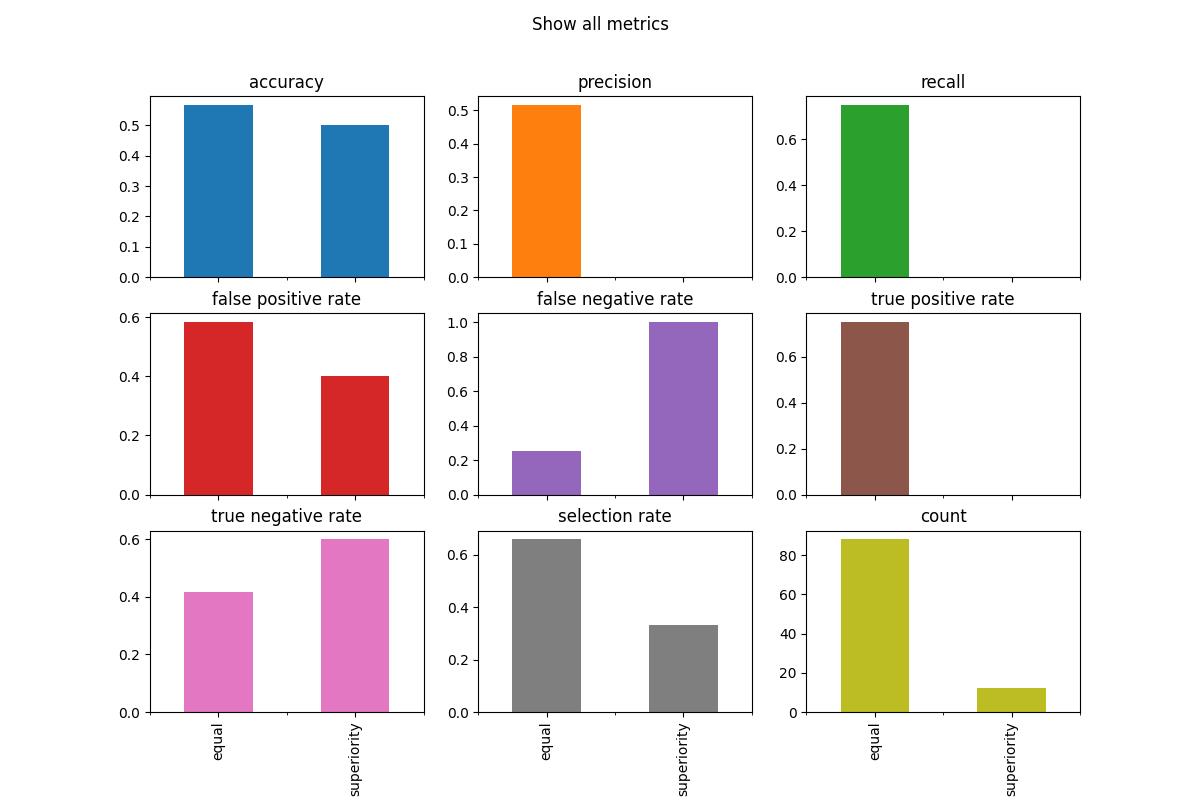 Show all metrics
accuracy
0.5
0.4
0.3
0.2
0.1
0.0
precision
0.5
0.4
0.3
0.2
0.1
0.0
recall
0.6
0.4
0.2
0.0
false positive rate
0.6
0.4
0.2
0.0
false negative rate
1.0
0.8
0.6
0.4
0.2
0.0
true positive rate
0.6
0.4
0.2
0.0
true negative rate
0.6
0.4
0.2
0.0
equal
superiority
selection rate
0.6
0.4
0.2
0.0
equal
superiority
count
80
60
40
20
0
equal
superiority